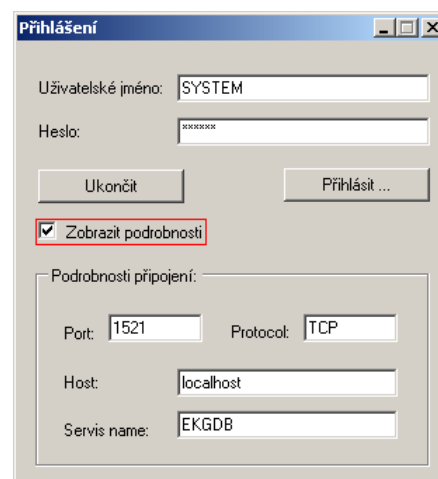 Přihlášení
Uživatelské jméno: SYSTEM
Heslo: ******
Ukončit Přihlásit ...
Zobrazit podrobnosti
Podrobnosti připojení:
Port: 1521 Protocol: TCP
Host: localhost
Servis name: EKGDB